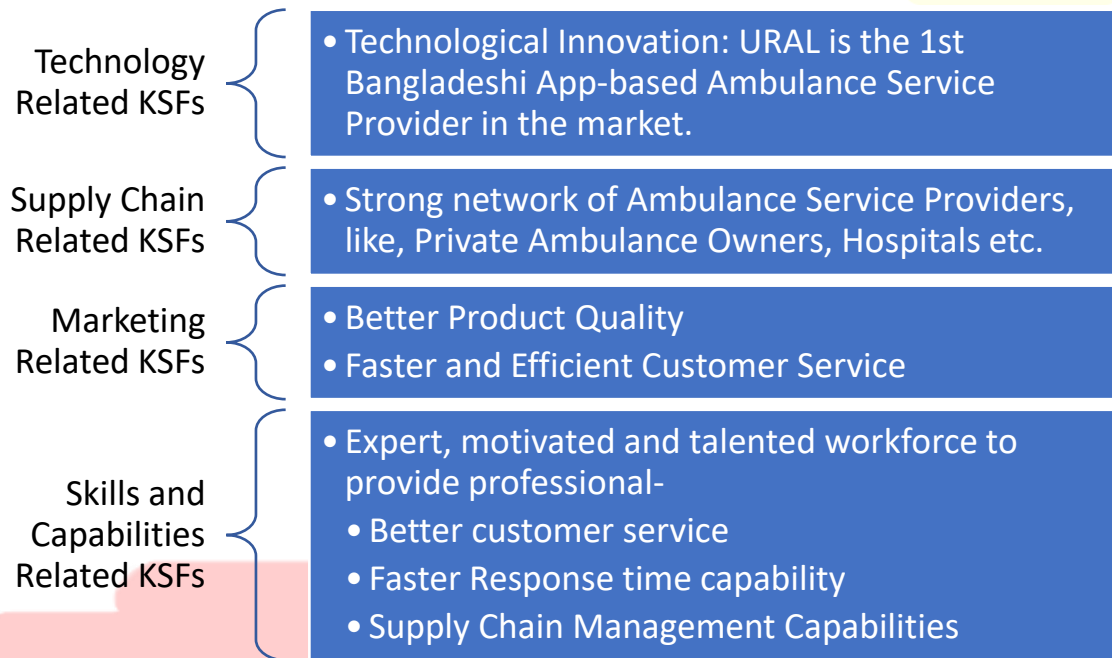 Technology
Related KSFs
• Technological Innovation: URAL is the 1st
Bangladeshi App-based Ambulance Service
Provider in the market.
Supply Chain
Related KSFs
• Strong network of Ambulance Service Providers,
like, Private Ambulance Owners, Hospitals etc.
Marketing
Related KSFs
• Better Product Quality
• Faster and Efficient Customer Service
Skills and
Capabilities
Related KSFs
• Expert, motivated and talented workforce to
provide professional-
• Better customer service
• Faster Response time capability
• Supply Chain Management Capabilities